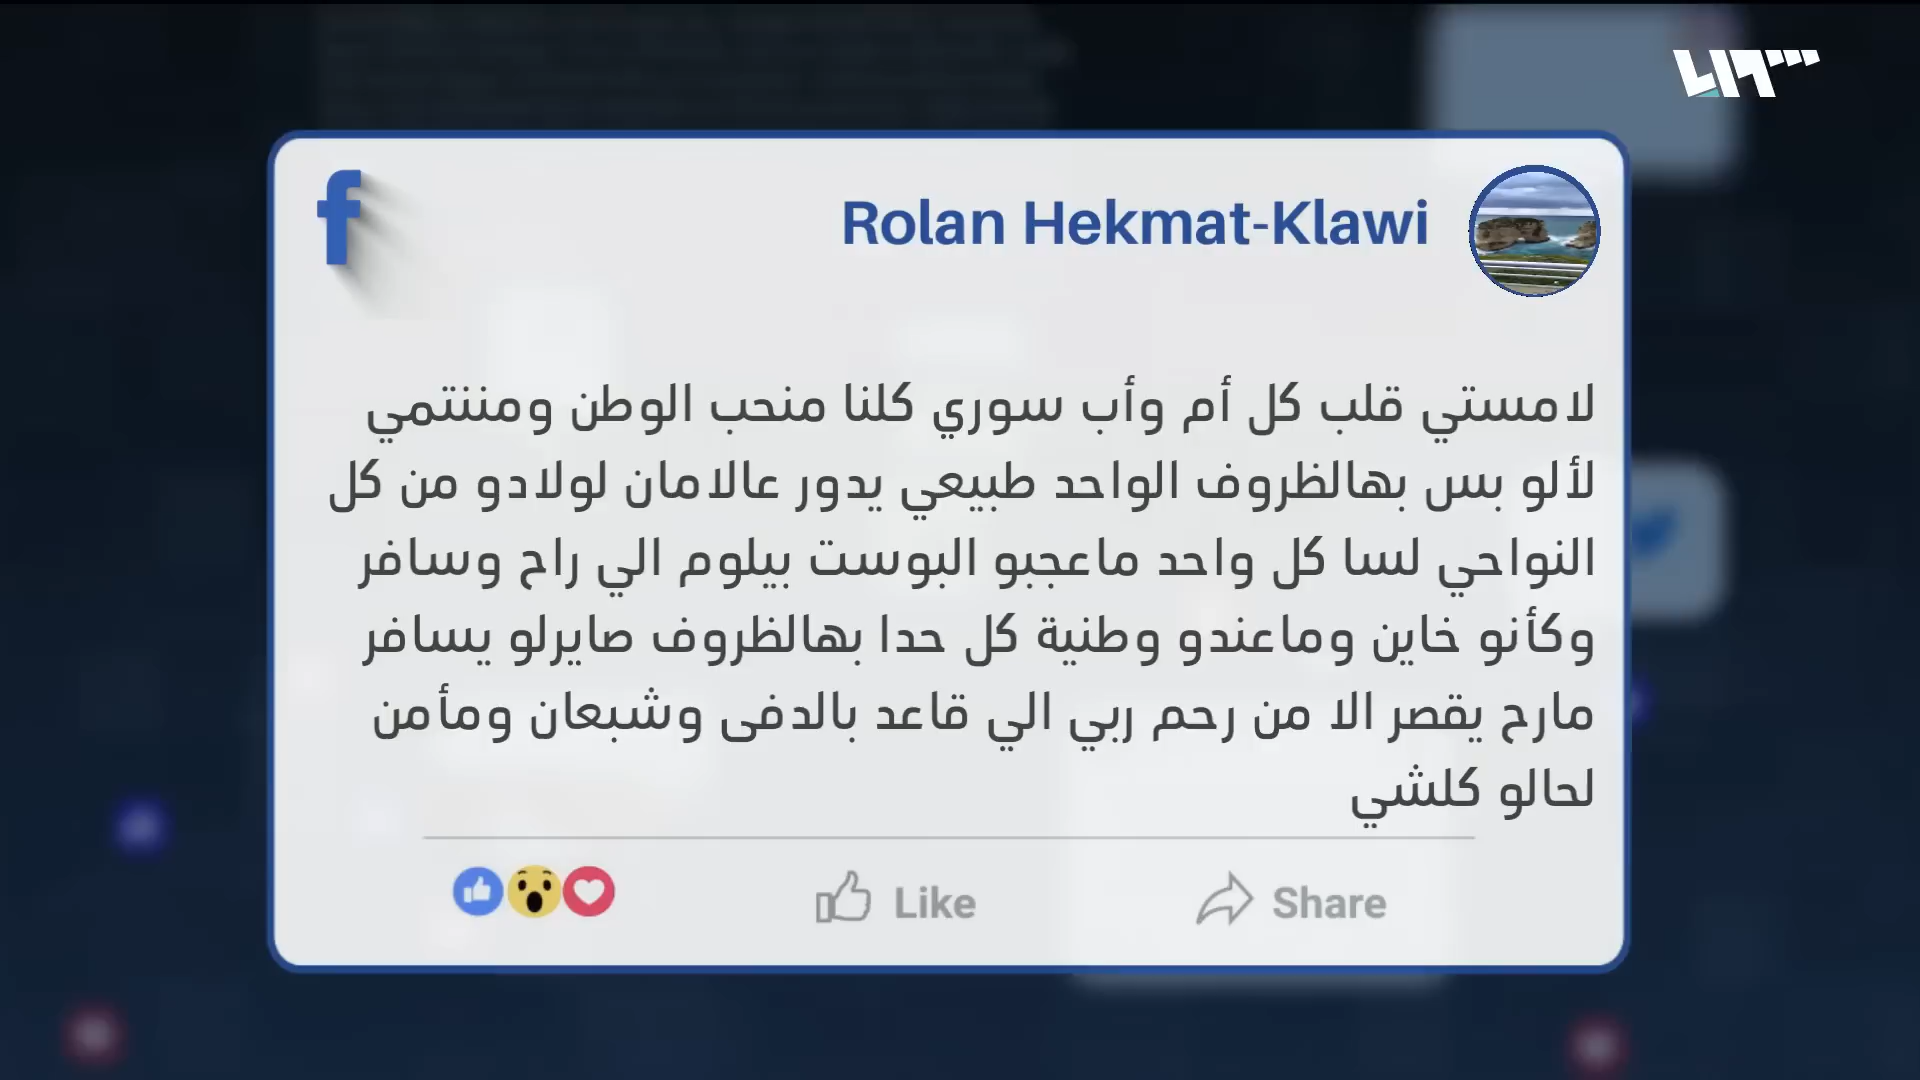 Rolan Hekmat-Klawi
لامستي قلب كل أم وأب سوري كلنا منحب الوطن ومننتمي
لألو بس بهالظروف الواحد طبيعي يدور عالامان لولادو من كل
النواحي لسا كل واحد ماعجبو البوست بيلوم الي راح وسافر
وكأنو خاين وماعندو وطنية كل حدا بهالظروف صايرلو يسافر
مارح يقصر الا من رحم ربي الي قاعد بالدفى وشبعان ومأمن
لحالو كلشي
Like
Share